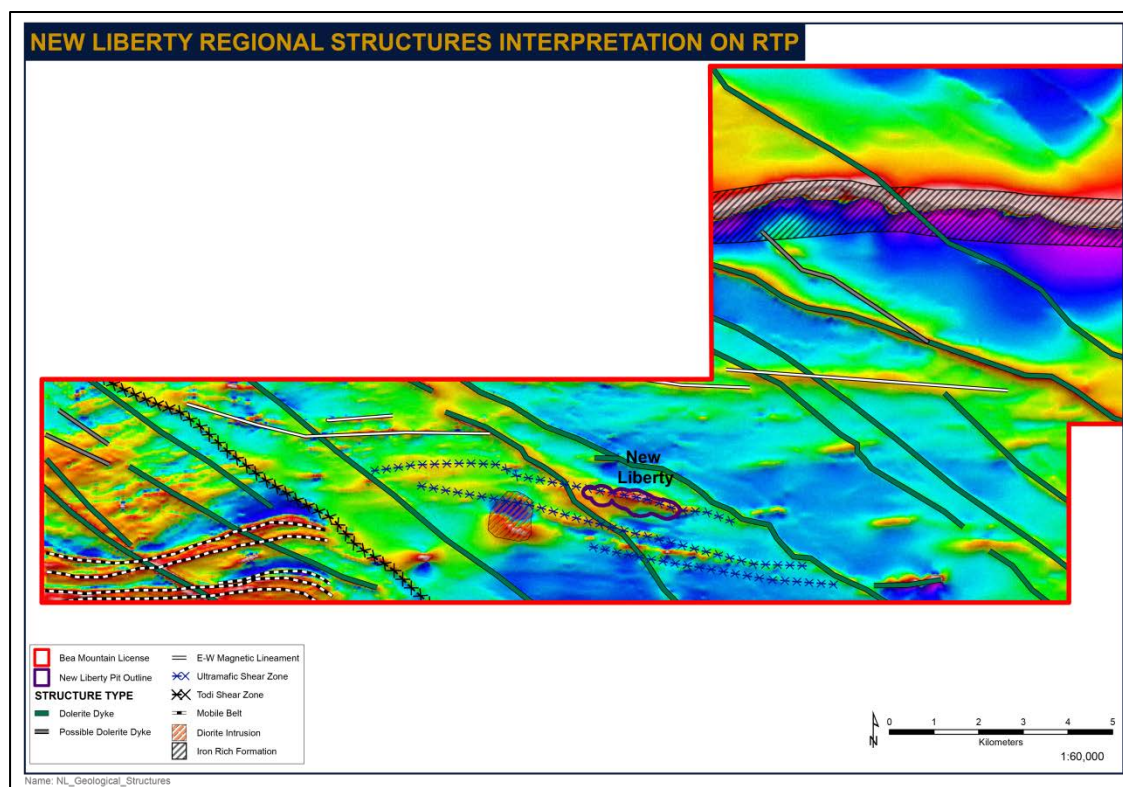 NEW LIBERTY REGIONAL STRUCTURES INTERPRETATION ON RTP
New
Liberty
Bea Mountain License
New Liberty Pit Outline
STRUCTURE TYPE
Dolerite Dyke
Possible Dolerite Dyke
E-W Magnetic Lineament
Ultramafic Shear Zone
Todi Shear Zone
Mobile Belt
Diorite Intrusion
Iron Rich Formation
N
0 1 2 3 4 5
Kilometers
1:60,000
Name: NL_Geological_Structures